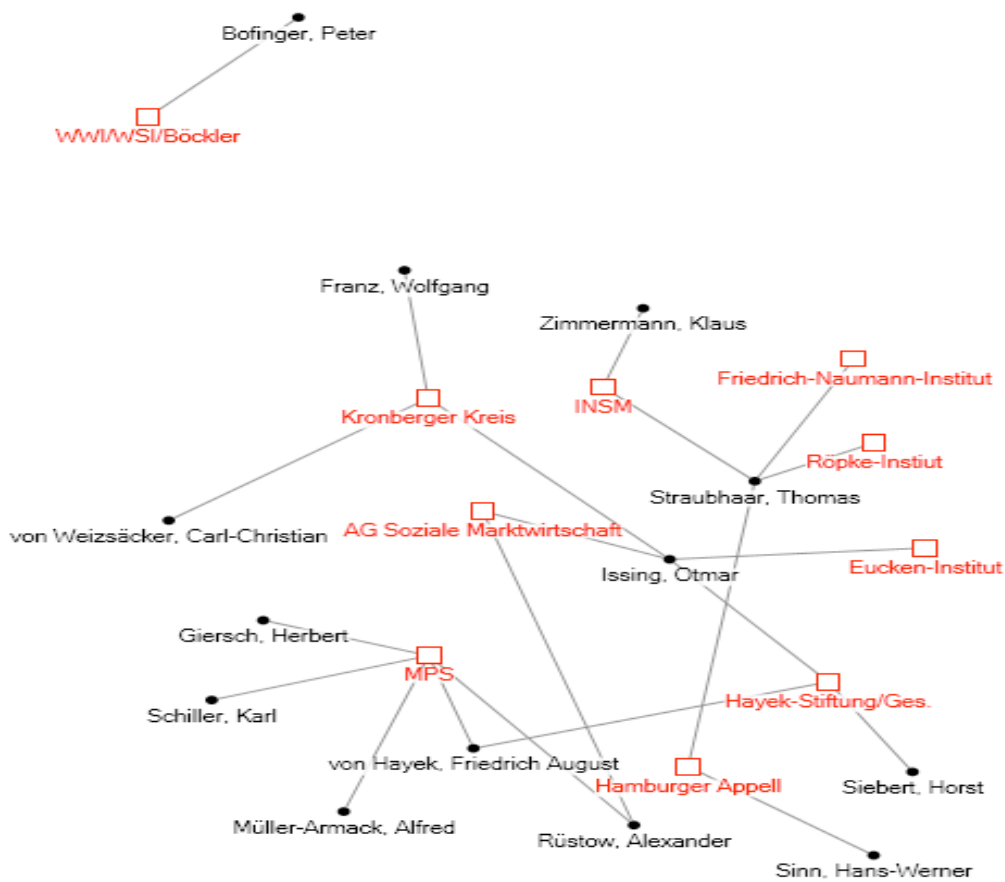 Bofinger, Peter
WWI/WSI/Böckler
Franz, Wolfgang
Zimmermann, Klaus
Friedrich-Naumann-Institut
INSM
Kronberger Kreis
Röpke-Instiut
Straubhaar, Thomas
AG Soziale Marktwirtschaft
von Weizsäcker, Carl-Christian
Eucken-Institut
Issing, Otmar
Giersch, Herbert
MPS
Hayek-Stiftung/Ges.
Schiller, Karl
von Hayek, Friedrich August
Hamburger Appell
Siebert, Horst
Müller-Armack, Alfred
Rüstow, Alexander
Sinn, Hans-Werner